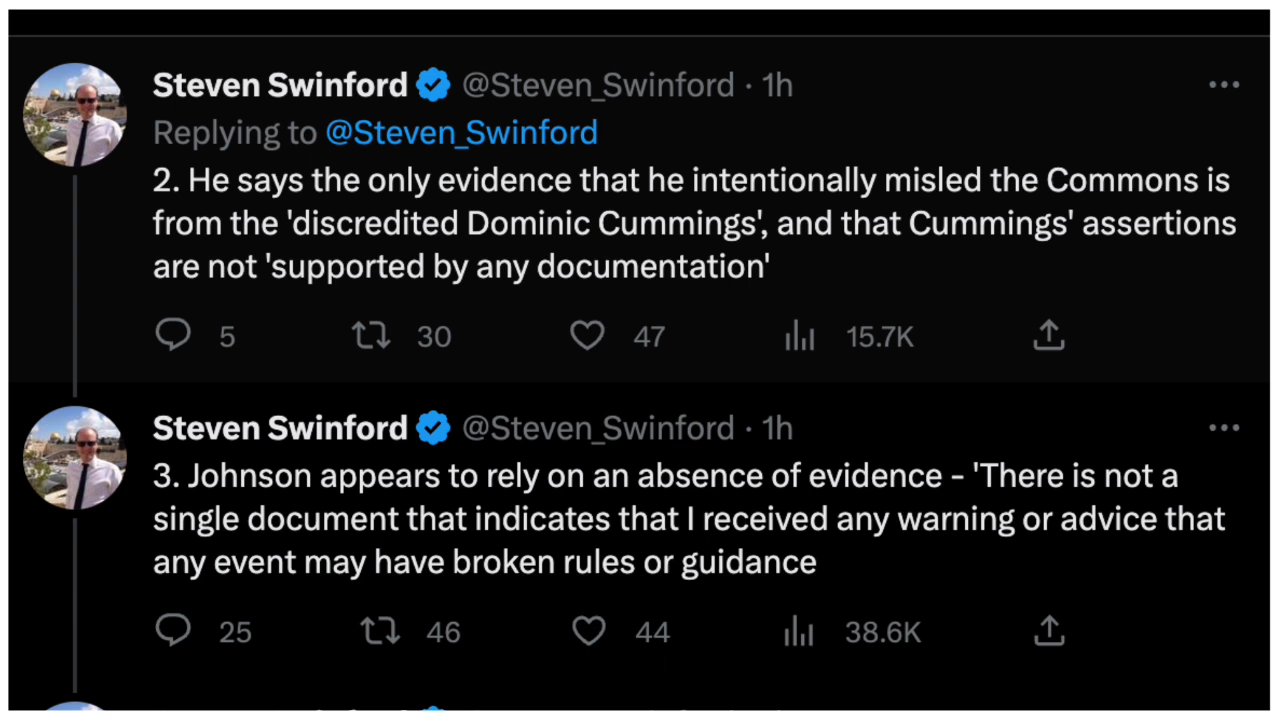 Steven Swinford @Steven_Swinford · 1h
Replying to @Steven_Swinford
2. He says the only evidence that he intentionally misled the Commons is
from the 'discredited Dominic Cummings', and that Cummings' assertions
are not 'supported by any documentation'
5 30 47 15.7K
Steven Swinford @Steven_Swinford · 1h
3. Johnson appears to rely on an absence of evidence - 'There is not a
single document that indicates that I received any warning or advice that
any event may have broken rules or guidance
25 46 44 38.6K